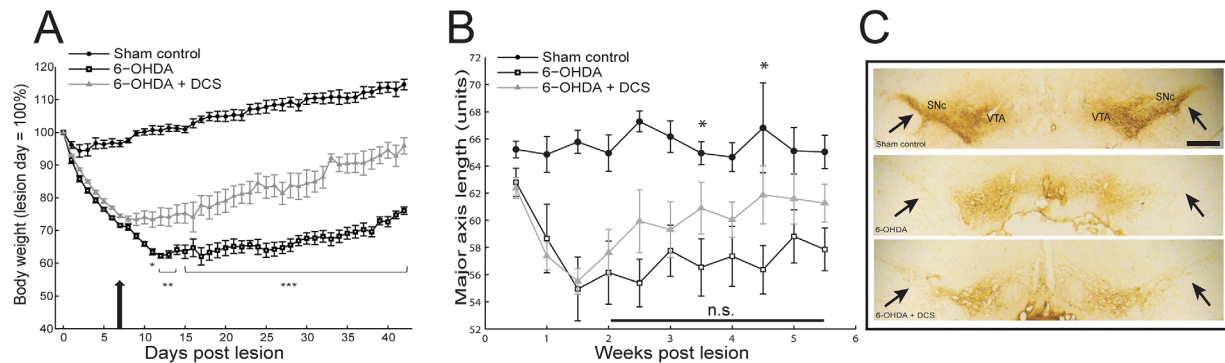 A
Sham control
6-OHDA
6-OHDA + DCS
Body weight (lesion day = 100%)
120
110
100
90
80
70
60
50
40
*
**
***
0 5 10 15 20 25 30 35 40
Days post lesion
B
Sham control
6-OHDA
6-OHDA + DCS
Major axis length (units)
72
70
68
66
64
62
60
58
56
54
52
* *
n.s.
0 1 2 3 4 5 6
Weeks post lesion
C
SNc VTA VTA SNc
Sham control
6-OHDA
6-OHDA + DCS